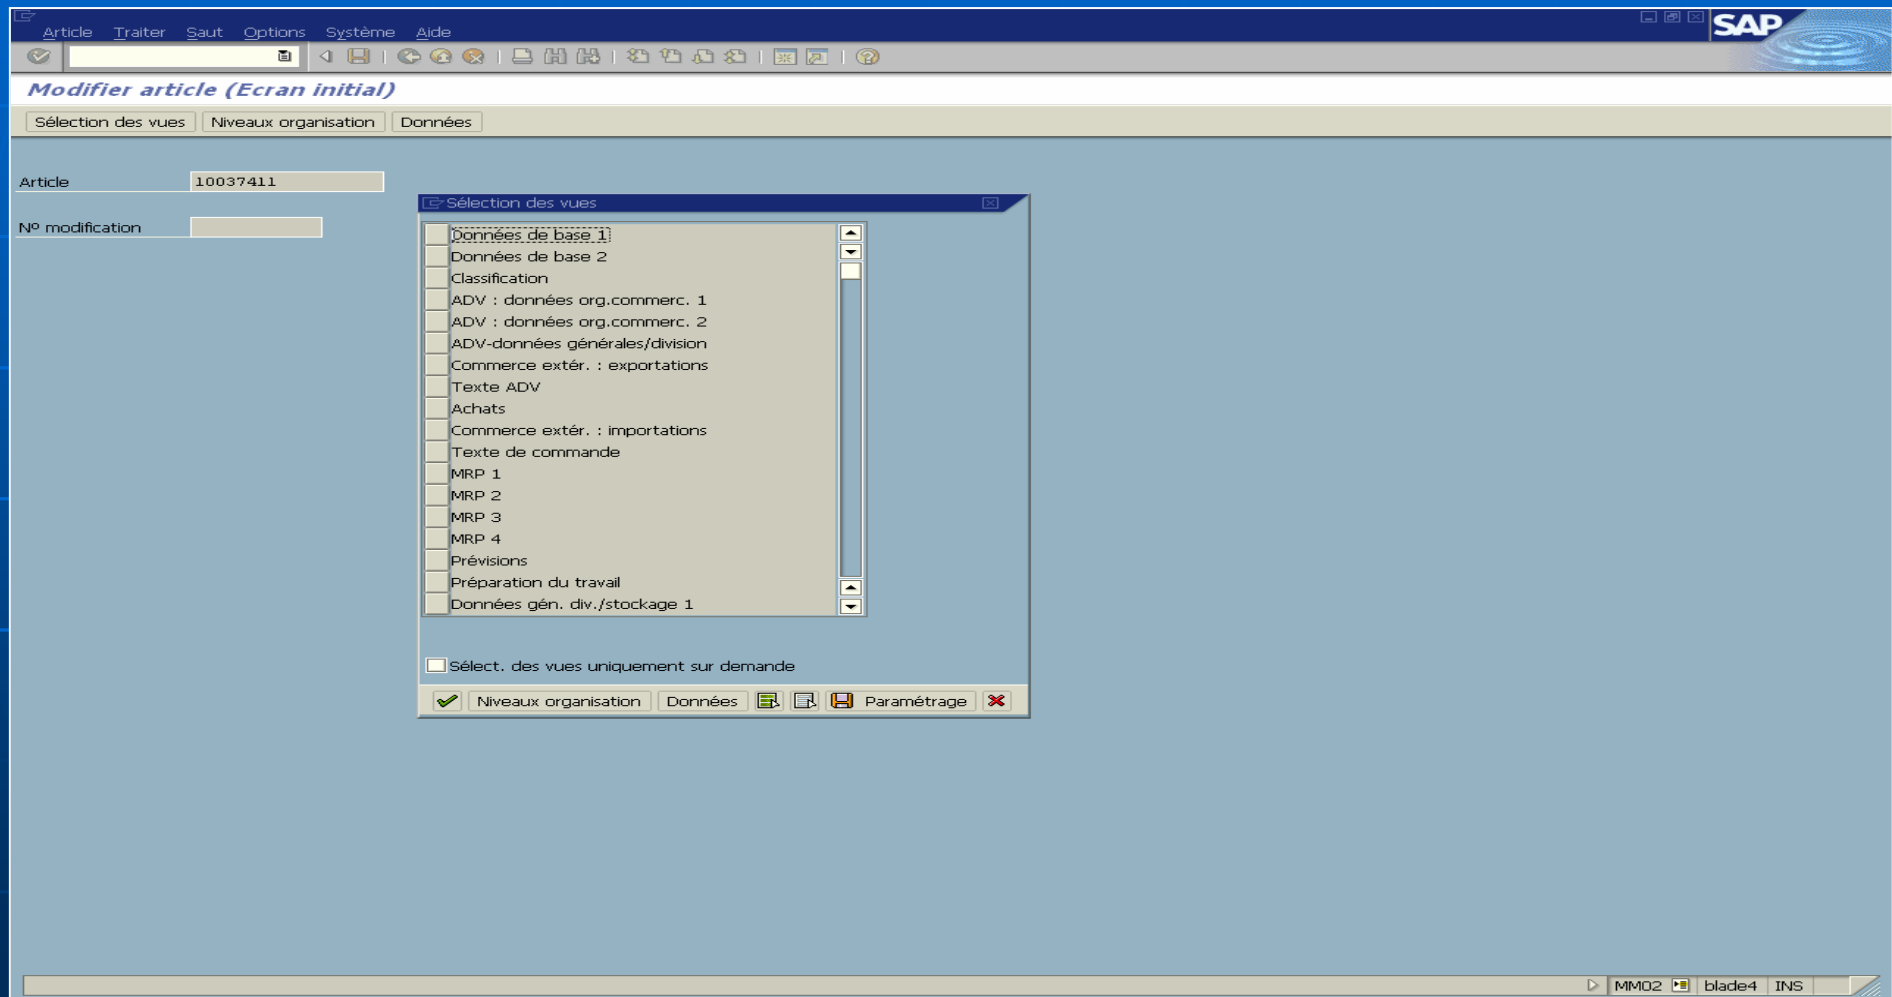 Article Traiter Saut Options Système Aide
SAP
Modifier article (Ecran initial)
Sélection des vues Niveaux organisation Données
Article 10037411
Nº modification
Sélection des vues
Données de base 1
Données de base 2
Classification
ADV : données org.commerc. 1
ADV : données org.commerc. 2
ADV-données générales/division
Commerce extér. : exportations
Texte ADV
Achats
Commerce extér. : importations
Texte de commande
MRP 1
MRP 2
MRP 3
MRP 4
Prévisions
Préparation du travail
Données gén. div./stockage 1
Sélect. des vues uniquement sur demande
Niveaux organisation Données Paramétrage
MM02 blade4 INS